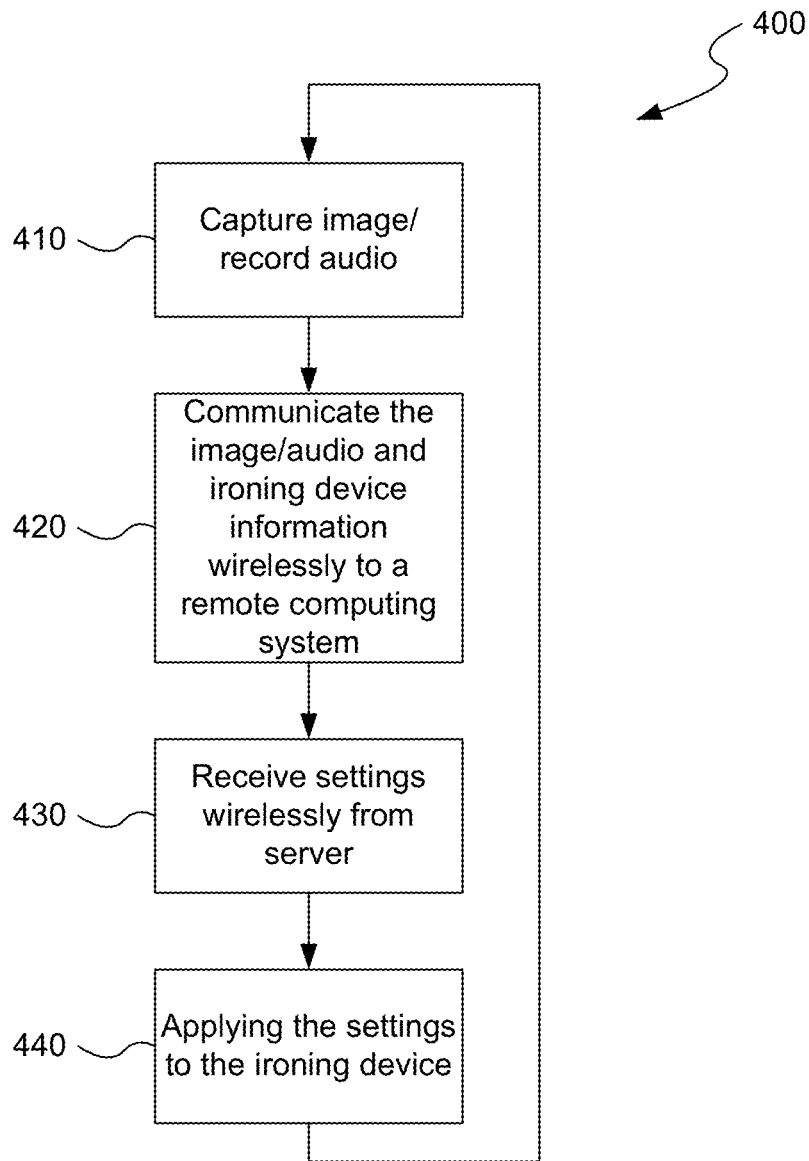 400
410
Capture image/
record audio
420
Communicate the
image/audio and
ironing device
information
wirelessly to a
remote computing
system
430
Receive settings
wirelessly from
server
440
Applying the settings
to the ironing device